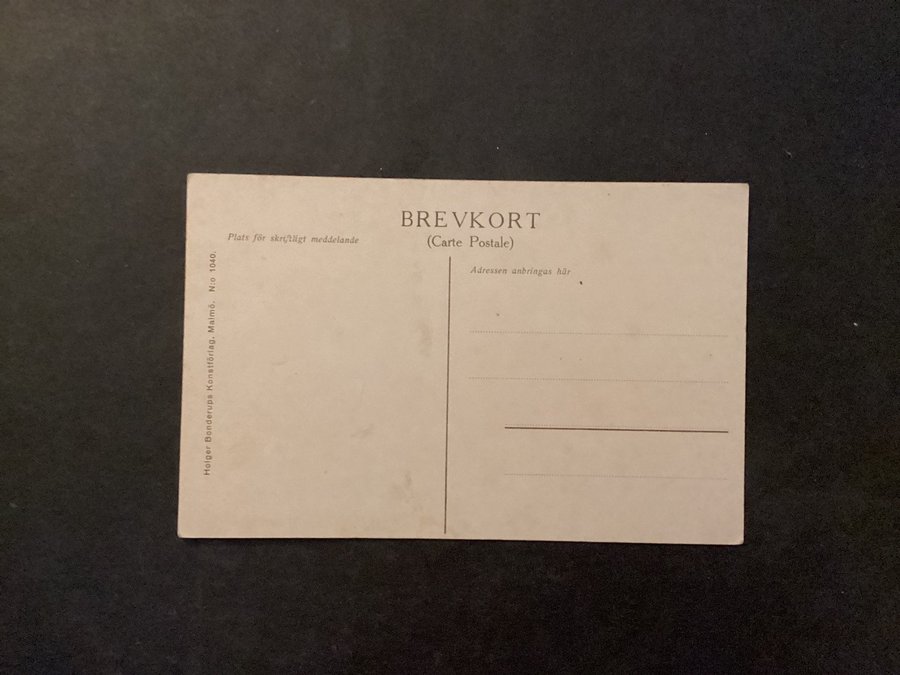 BREVKORT
(Carte Postale)
Plats för skriftligt meddelande
Adressen anbringas här
Holger Bonderups Konstförlag, Malmö. N:o 1040.